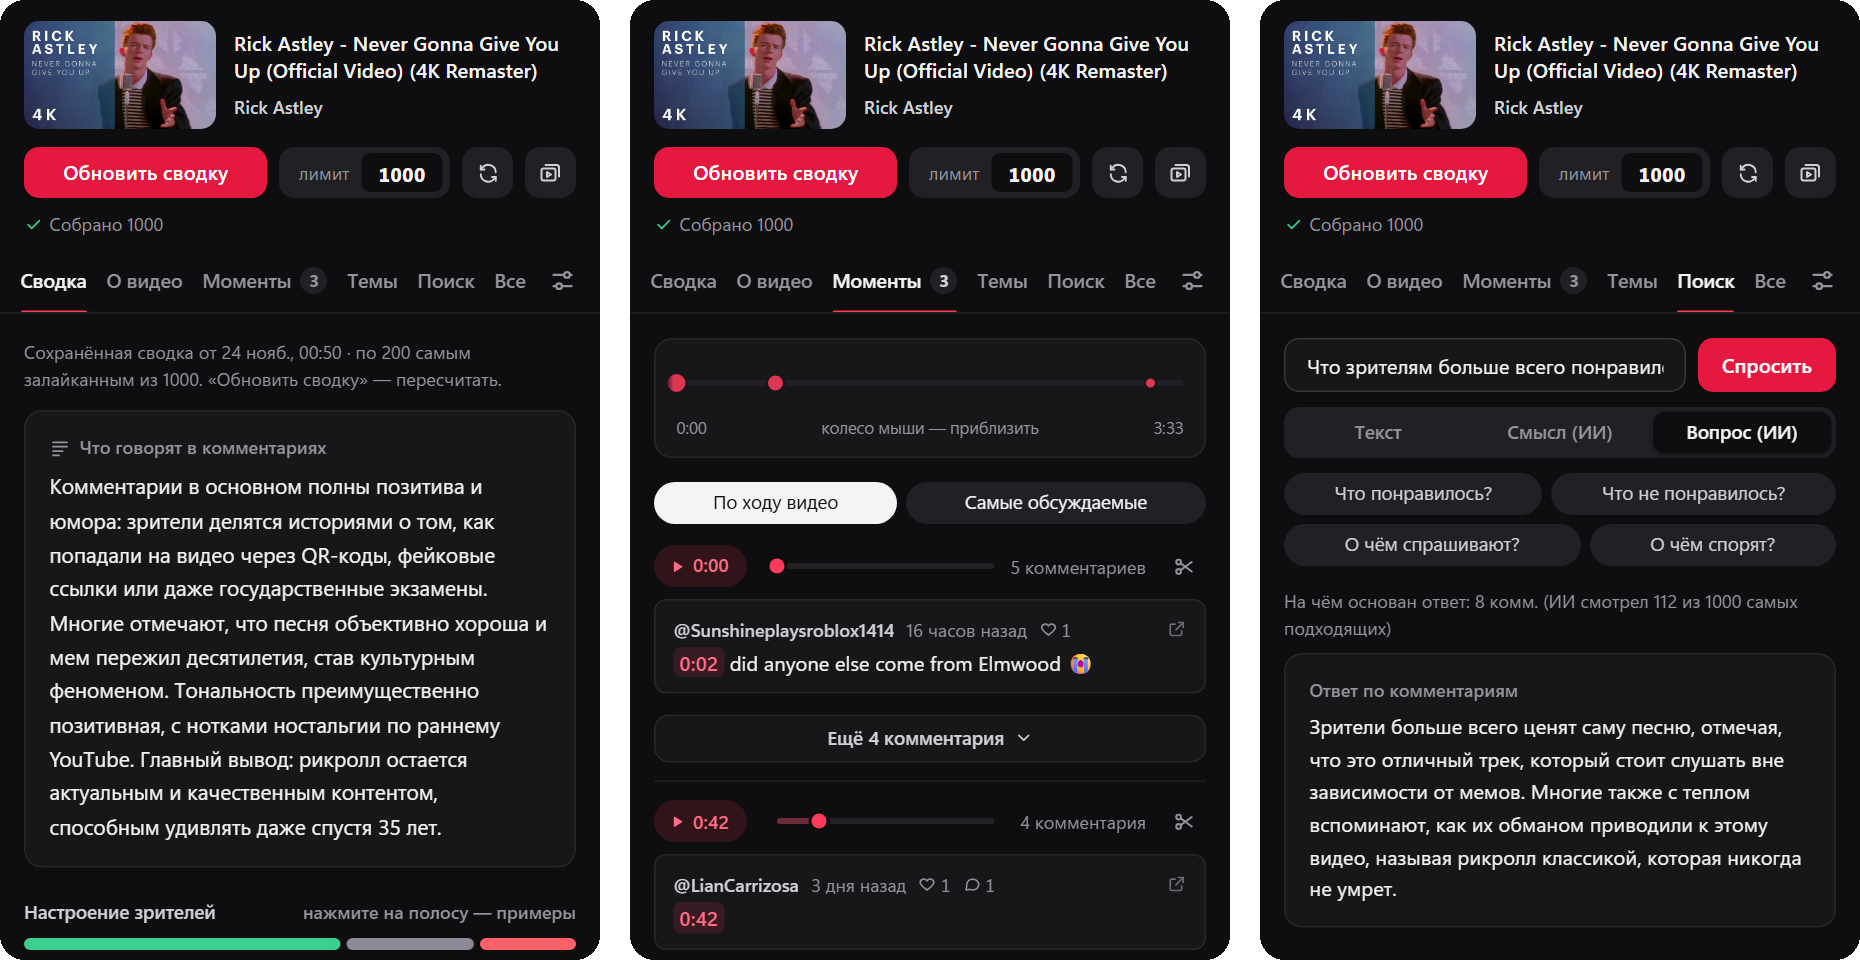 RICK
ASTLEY
NEVER GONNA
GIVE YOU UP
4K
Rick Astley - Never Gonna Give You
Up (Official Video) (4K Remaster)
Rick Astley
Обновить сводку
лимит 1000
Собрано 1000
Сводка О видео Моменты 3 Темы Поиск Все
Сохранённая сводка от 24 нояб., 00:50 · по 200 самым
залайканным из 1000. «Обновить сводку» — пересчитать.
Что говорят в комментариях
Комментарии в основном полны позитива и
юмора: зрители делятся историями о том, как
попадали на видео через QR-коды, фейковые
ссылки или даже государственные экзамены.
Многие отмечают, что песня объективно хороша и
мем пережил десятилетия, став культурным
феноменом. Тональность преимущественно
позитивная, с нотками ностальгии по раннему
YouTube. Главный вывод: рикролл остается
актуальным и качественным контентом,
способным удивлять даже спустя 35 лет.
Настроение зрителей нажмите на полосу — примеры
RICK
ASTLEY
NEVER GONNA
GIVE YOU UP
4K
Rick Astley - Never Gonna Give You
Up (Official Video) (4K Remaster)
Rick Astley
Обновить сводку
лимит 1000
Собрано 1000
Сводка О видео Моменты 3 Темы Поиск Все
0:00 колесо мыши — приблизить 3:33
По ходу видео Самые обсуждаемые
0:00 5 комментариев
@Sunshineplaysroblox1414 16 часов назад 1
0:02 did anyone else come from Elmwood 😭
Ещё 4 комментария
0:42 4 комментария
@LianCarrizosa 3 дня назад 1 1
0:42
RICK
ASTLEY
NEVER GONNA
GIVE YOU UP
4K
Rick Astley - Never Gonna Give You
Up (Official Video) (4K Remaster)
Rick Astley
Обновить сводку
лимит 1000
Собрано 1000
Сводка О видео Моменты 3 Темы Поиск Все
Что зрителям больше всего понравил
Спросить
Текст Смысл (ИИ) Вопрос (ИИ)
Что понравилось? Что не понравилось?
О чём спрашивают? О чём спорят?
На чём основан ответ: 8 комм. (ИИ смотрел 112 из 1000 самых
подходящих)
Ответ по комментариям
Зрители больше всего ценят саму песню, отмечая,
что это отличный трек, который стоит слушать вне
зависимости от мемов. Многие также с теплом
вспоминают, как их обманом приводили к этому
видео, называя рикролл классикой, которая никогда
не умрет.